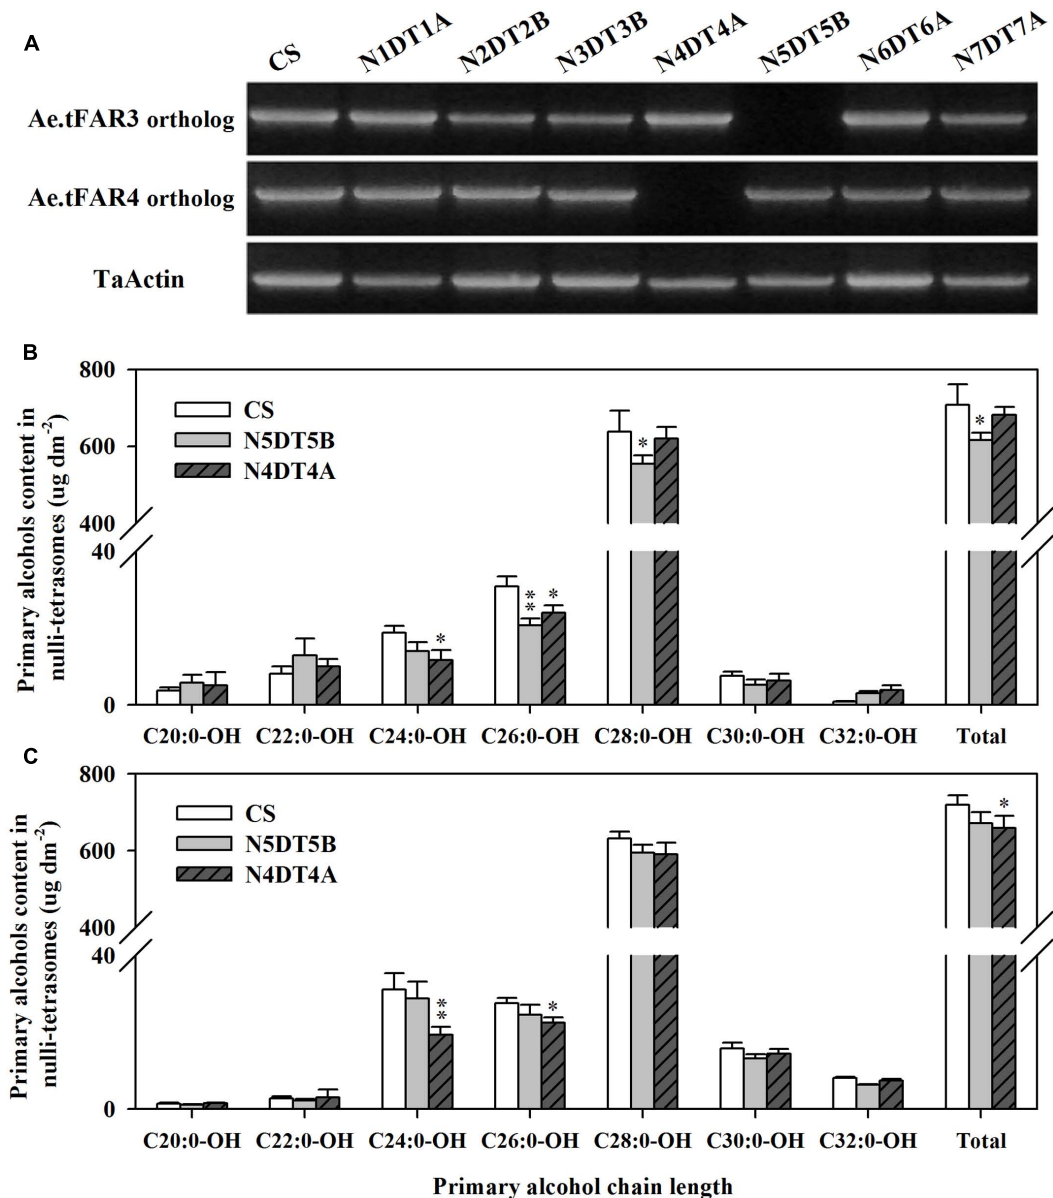 A
CS N1DT1A N2DT2B N3DT3B N4DT4A N5DT5B N6DT6A N7DT7A
Ae.tFAR3 ortholog
Ae.tFAR4 ortholog
TaActin
B
Primary alcohols content in
nulli-tetrasomes (ug dm-2)
800
600
400
40
0
CS
N5DT5B
N4DT4A
*
**
*
*
*
C20:0-OH C22:0-OH C24:0-OH C26:0-OH C28:0-OH C30:0-OH C32:0-OH Total
C
Primary alcohols content in
nulli-tetrasomes (ug dm-2)
800
600
400
40
0
CS
N5DT5B
N4DT4A
**
*
*
C20:0-OH C22:0-OH C24:0-OH C26:0-OH C28:0-OH C30:0-OH C32:0-OH Total
Primary alcohol chain length